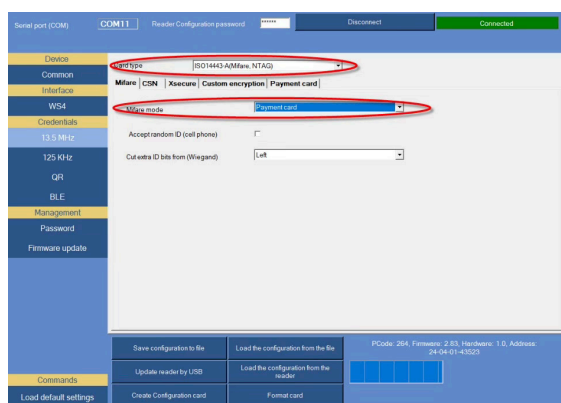 Serial port (COM) COM11 Reader Configuration password ****** Disconnect Connected
Device
Common
Interface
WS4
Credentials
13.5 MHz
125 KHz
QR
BLE
Management
Password
Firmware update
Commands
Load default settings
Card type ISO14443-A(Mifare, NTAG)
Mifare CSN Xsecure Custom encryption Payment card
Mifare mode Payment card
Accept random ID (cell phone)
Cut extra ID bits from (Wiegand) Left
Save configuration to file Load the configuration from the file
Update reader by USB Load the configuration from the
reader
Create Configuration card Format card
PCode: 264, Firmware: 2.83, Hardware: 1.0, Address:
24-04-01-43523